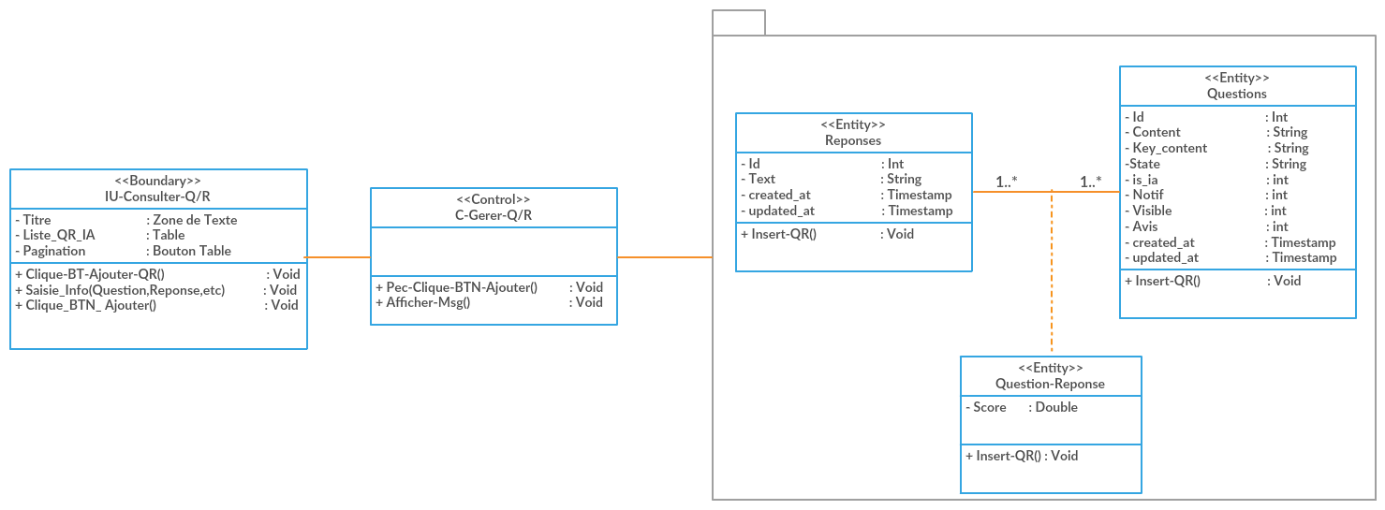 <<Boundary>>
IU-Consulter-Q/R
- Titre : Zone de Texte
- Liste_QR_IA : Table
- Pagination : Bouton Table
+ Clique-BT-Ajouter-QR() : Void
+ Saisie_Info(Question,Reponse,etc) : Void
+ Clique_BTN_ Ajouter() : Void
<<Control>>
C-Gerer-Q/R
+ Pec-Clique-BTN-Ajouter() : Void
+ Afficher-Msg() : Void
<<Entity>>
Reponses
- Id : Int
- Text : String
- created_at : Timestamp
- updated_at : Timestamp
+ Insert-QR() : Void
1..* 1..*
<<Entity>>
Questions
- Id : Int
- Content : String
- Key_content : String
-State : String
- is_ia : int
- Notif : int
- Visible : int
- Avis : int
- created_at : Timestamp
- updated_at : Timestamp
+ Insert-QR() : Void
<<Entity>>
Question-Reponse
- Score : Double
+ Insert-QR() : Void